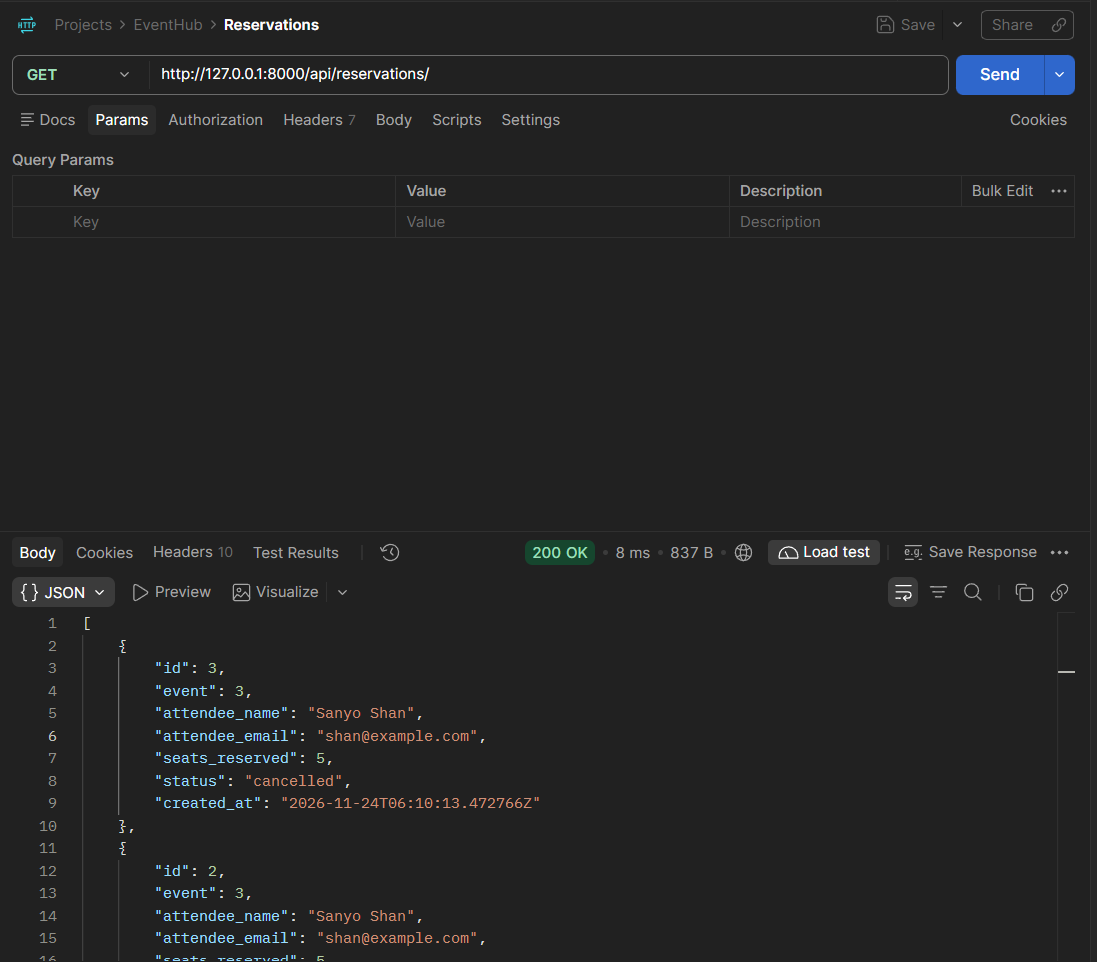 HTTP Projects > EventHub > Reservations Save Share
GET http://127.0.0.1:8000/api/reservations/ Send
Docs Params Authorization Headers 7 Body Scripts Settings Cookies
Query Params
Key Value Description Bulk Edit
Key Value Description
Body Cookies Headers 10 Test Results 200 OK • 8 ms • 837 B • Load test e.g. Save Response
{} JSON Preview Visualize
1 [
2 {
3 "id": 3,
4 "event": 3,
5 "attendee_name": "Sanyo Shan",
6 "attendee_email": "shan@example.com",
7 "seats_reserved": 5,
8 "status": "cancelled",
9 "created_at": "2026-11-24T06:10:13.472766Z"
10 },
11 {
12 "id": 2,
13 "event": 3,
14 "attendee_name": "Sanyo Shan",
15 "attendee_email": "shan@example.com",
16 "seats_reserved": 5